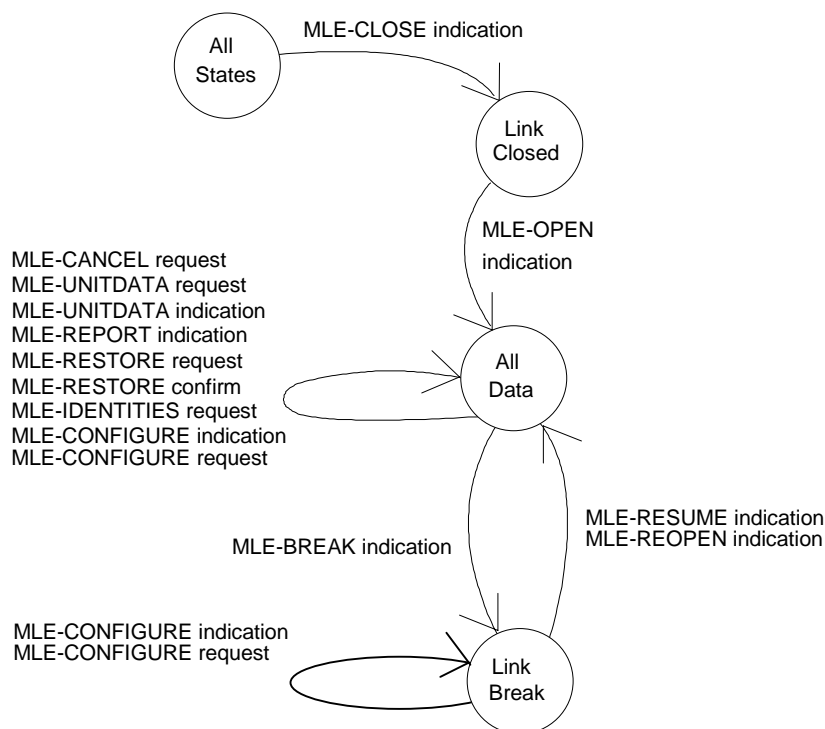 MLE-CLOSE indication
All
States
Link
Closed
MLE-OPEN
indication
MLE-CANCEL request
MLE-UNITDATA request
MLE-UNITDATA indication
MLE-REPORT indication
MLE-RESTORE request
MLE-RESTORE confirm
MLE-IDENTITIES request
MLE-CONFIGURE indication
MLE-CONFIGURE request
All
Data
MLE-BREAK indication
MLE-RESUME indication
MLE-REOPEN indication
MLE-CONFIGURE indication
MLE-CONFIGURE request
Link
Break